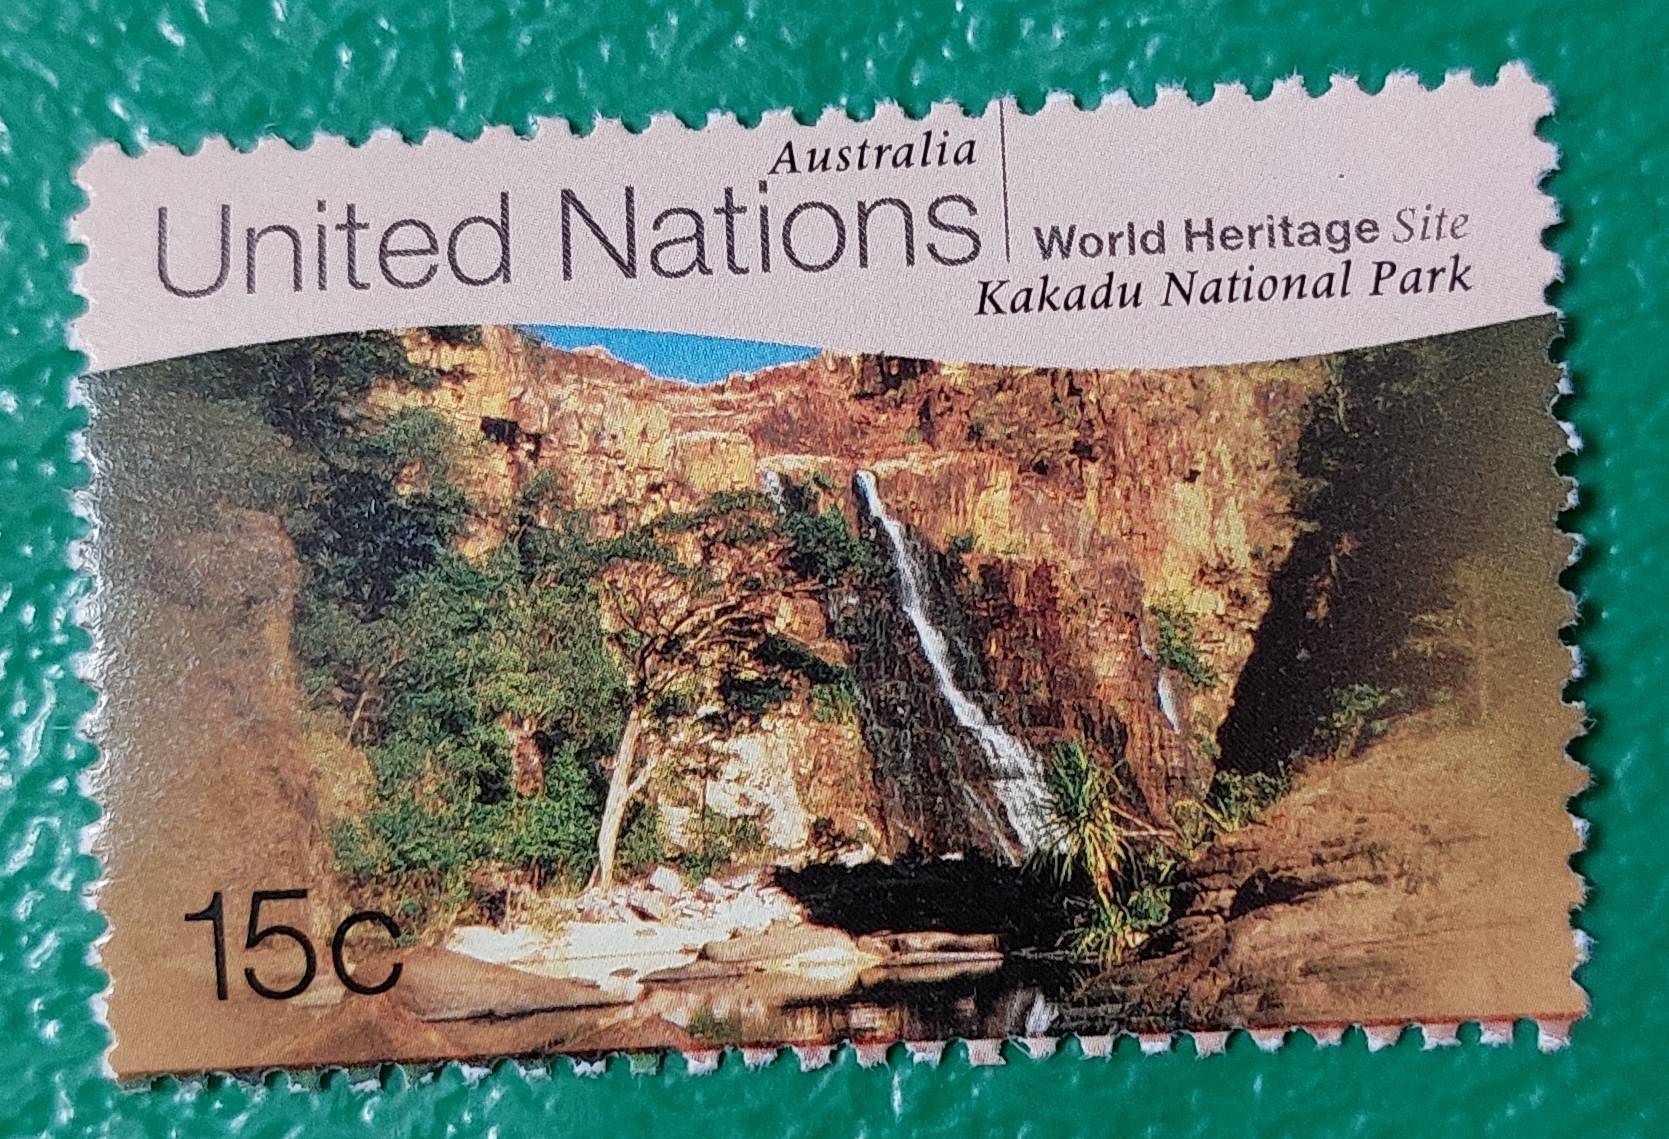 Australia
United Nations
World Heritage Site
Kakadu National Park
15c